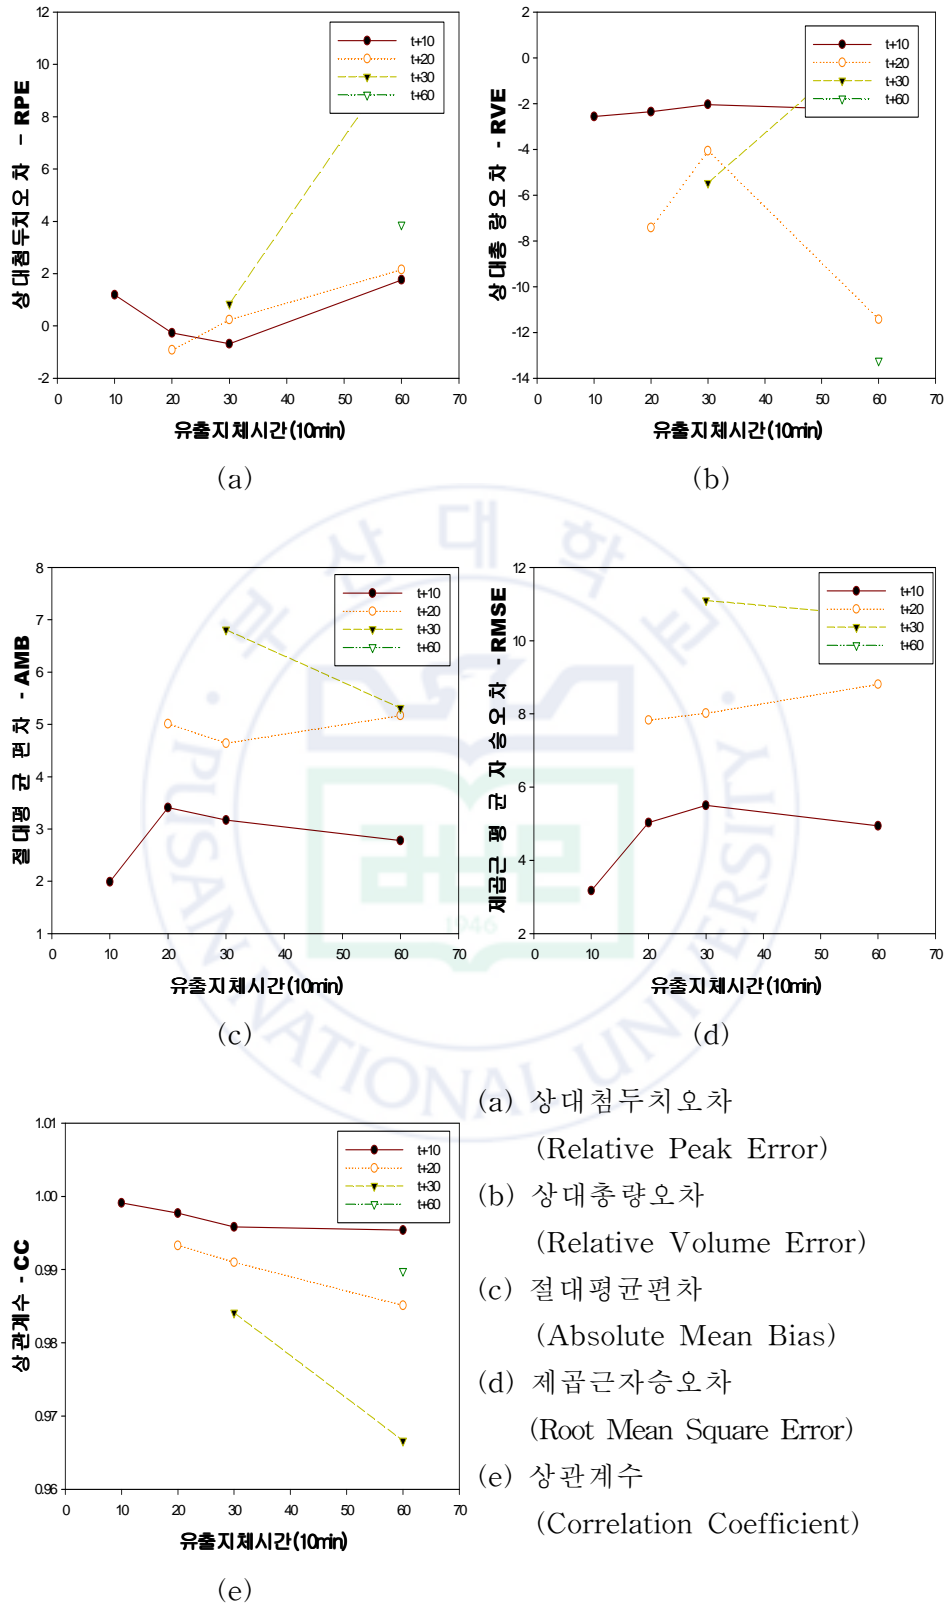 12
10
8
6
4
2
0
-2
0 10 20 30 40 50 60 70
상대첨두치오차 - RPE
유출지체시간(10min)
t+10
t+20
t+30
t+60
(a)
2
0
-2
-4
-6
-8
-10
-12
-14
0 10 20 30 40 50 60 70
상대총 량오차 - RVE
유출지체시간(10min)
t+10
t+20
t+30
t+60
(b)
8
7
6
5
4
3
2
1
0 10 20 30 40 50 60 70
절대평 균 편차 - AMB
유출지체시간(10min)
t+10
t+20
t+30
t+60
(c)
12
10
8
6
4
2
0 10 20 30 40 50 60 70
제곱근 평 균 자 승오차 - RMSE
유출지체시간(10min)
t+10
t+20
t+30
t+60
(d)
1.01
1.00
0.99
0.98
0.97
0.96
0 10 20 30 40 50 60 70
상관계수 - CC
유출지체시간(10min)
t+10
t+20
t+30
t+60
(e)
(a) 상대첨두치오차
(Relative Peak Error)
(b) 상대총량오차
(Relative Volume Error)
(c) 절대평균편차
(Absolute Mean Bias)
(d) 제곱근자승오차
(Root Mean Square Error)
(e) 상관계수
(Correlation Coefficient)
부산대학교
PUSAN NATIONAL UNIVERSITY
1946